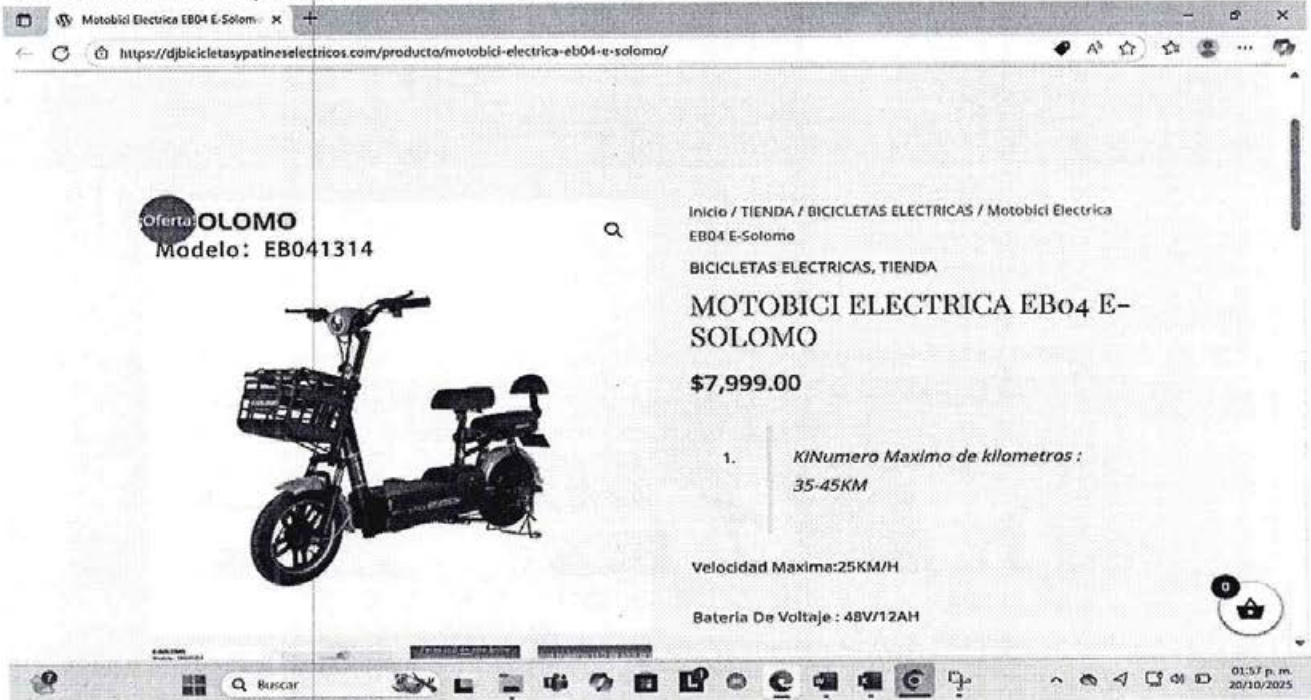 Motobici Electrica EB04 E-Solom
https://djbicicletasypatineselectricos.com/producto/motobici-electrica-eb04-e-solomo/
¡Oferta!
OLOMO
Modelo: EB041314
Inicio / TIENDA / BICICLETAS ELECTRICAS / Motobici Electrica
EB04 E-Solomo
BICICLETAS ELECTRICAS, TIENDA
MOTOBICI ELECTRICA EB04 E-
SOLOMO
$7,999.00
1.
KiNumero Maximo de kilometros :
35-45KM
Velocidad Maxima:25KM/H
Bateria De Voltaje : 48V/12AH
0
Buscar
01:57 p. m.
20/10/2025